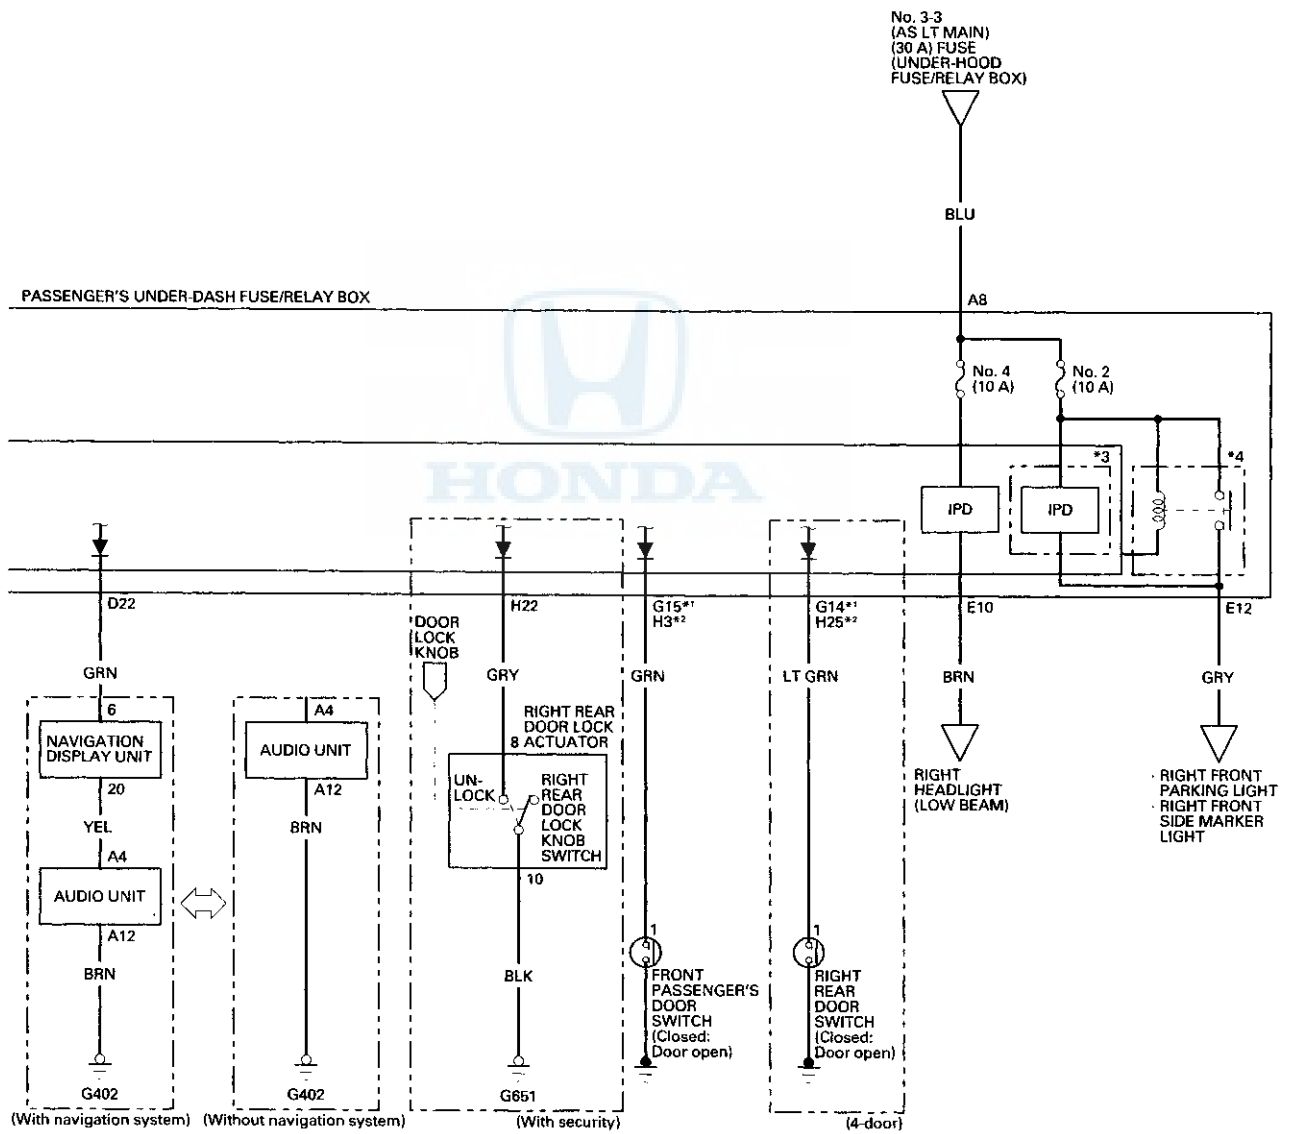 No. 3-3
(AS LT MAIN)
(30 A) FUSE
(UNDER-HOOD
FUSE/RELAY BOX)
BLU
PASSENGER'S UNDER-DASH FUSE/RELAY BOX
A8
No. 4
(10 A)
No. 2
(10 A)
HONDA
*3
*4
IPD
IPD
D22
H22
G15*1
H3*2
G14*1
H25*2
E10
E12
DOOR
LOCK
KNOB
GRN
GRY
GRN
LT GRN
BRN
GRY
6
NAVIGATION
DISPLAY UNIT
20
YEL
A4
AUDIO UNIT
A12
BRN
G402
(With navigation system)
A4
AUDIO UNIT
A12
BRN
G402
(Without navigation system)
RIGHT REAR
DOOR LOCK
8 ACTUATOR
UN-
LOCK
RIGHT
REAR
DOOR
LOCK
KNOB
SWITCH
10
BLK
G651
(With security)
1
FRONT
PASSENGER'S
DOOR
SWITCH
(Closed:
Door open)
1
RIGHT
REAR
DOOR
SWITCH
(Closed:
Door open)
(4-door)
RIGHT
HEADLIGHT
(LOW BEAM)
· RIGHT FRONT
PARKING LIGHT
· RIGHT FRONT
SIDE MARKER
LIGHT